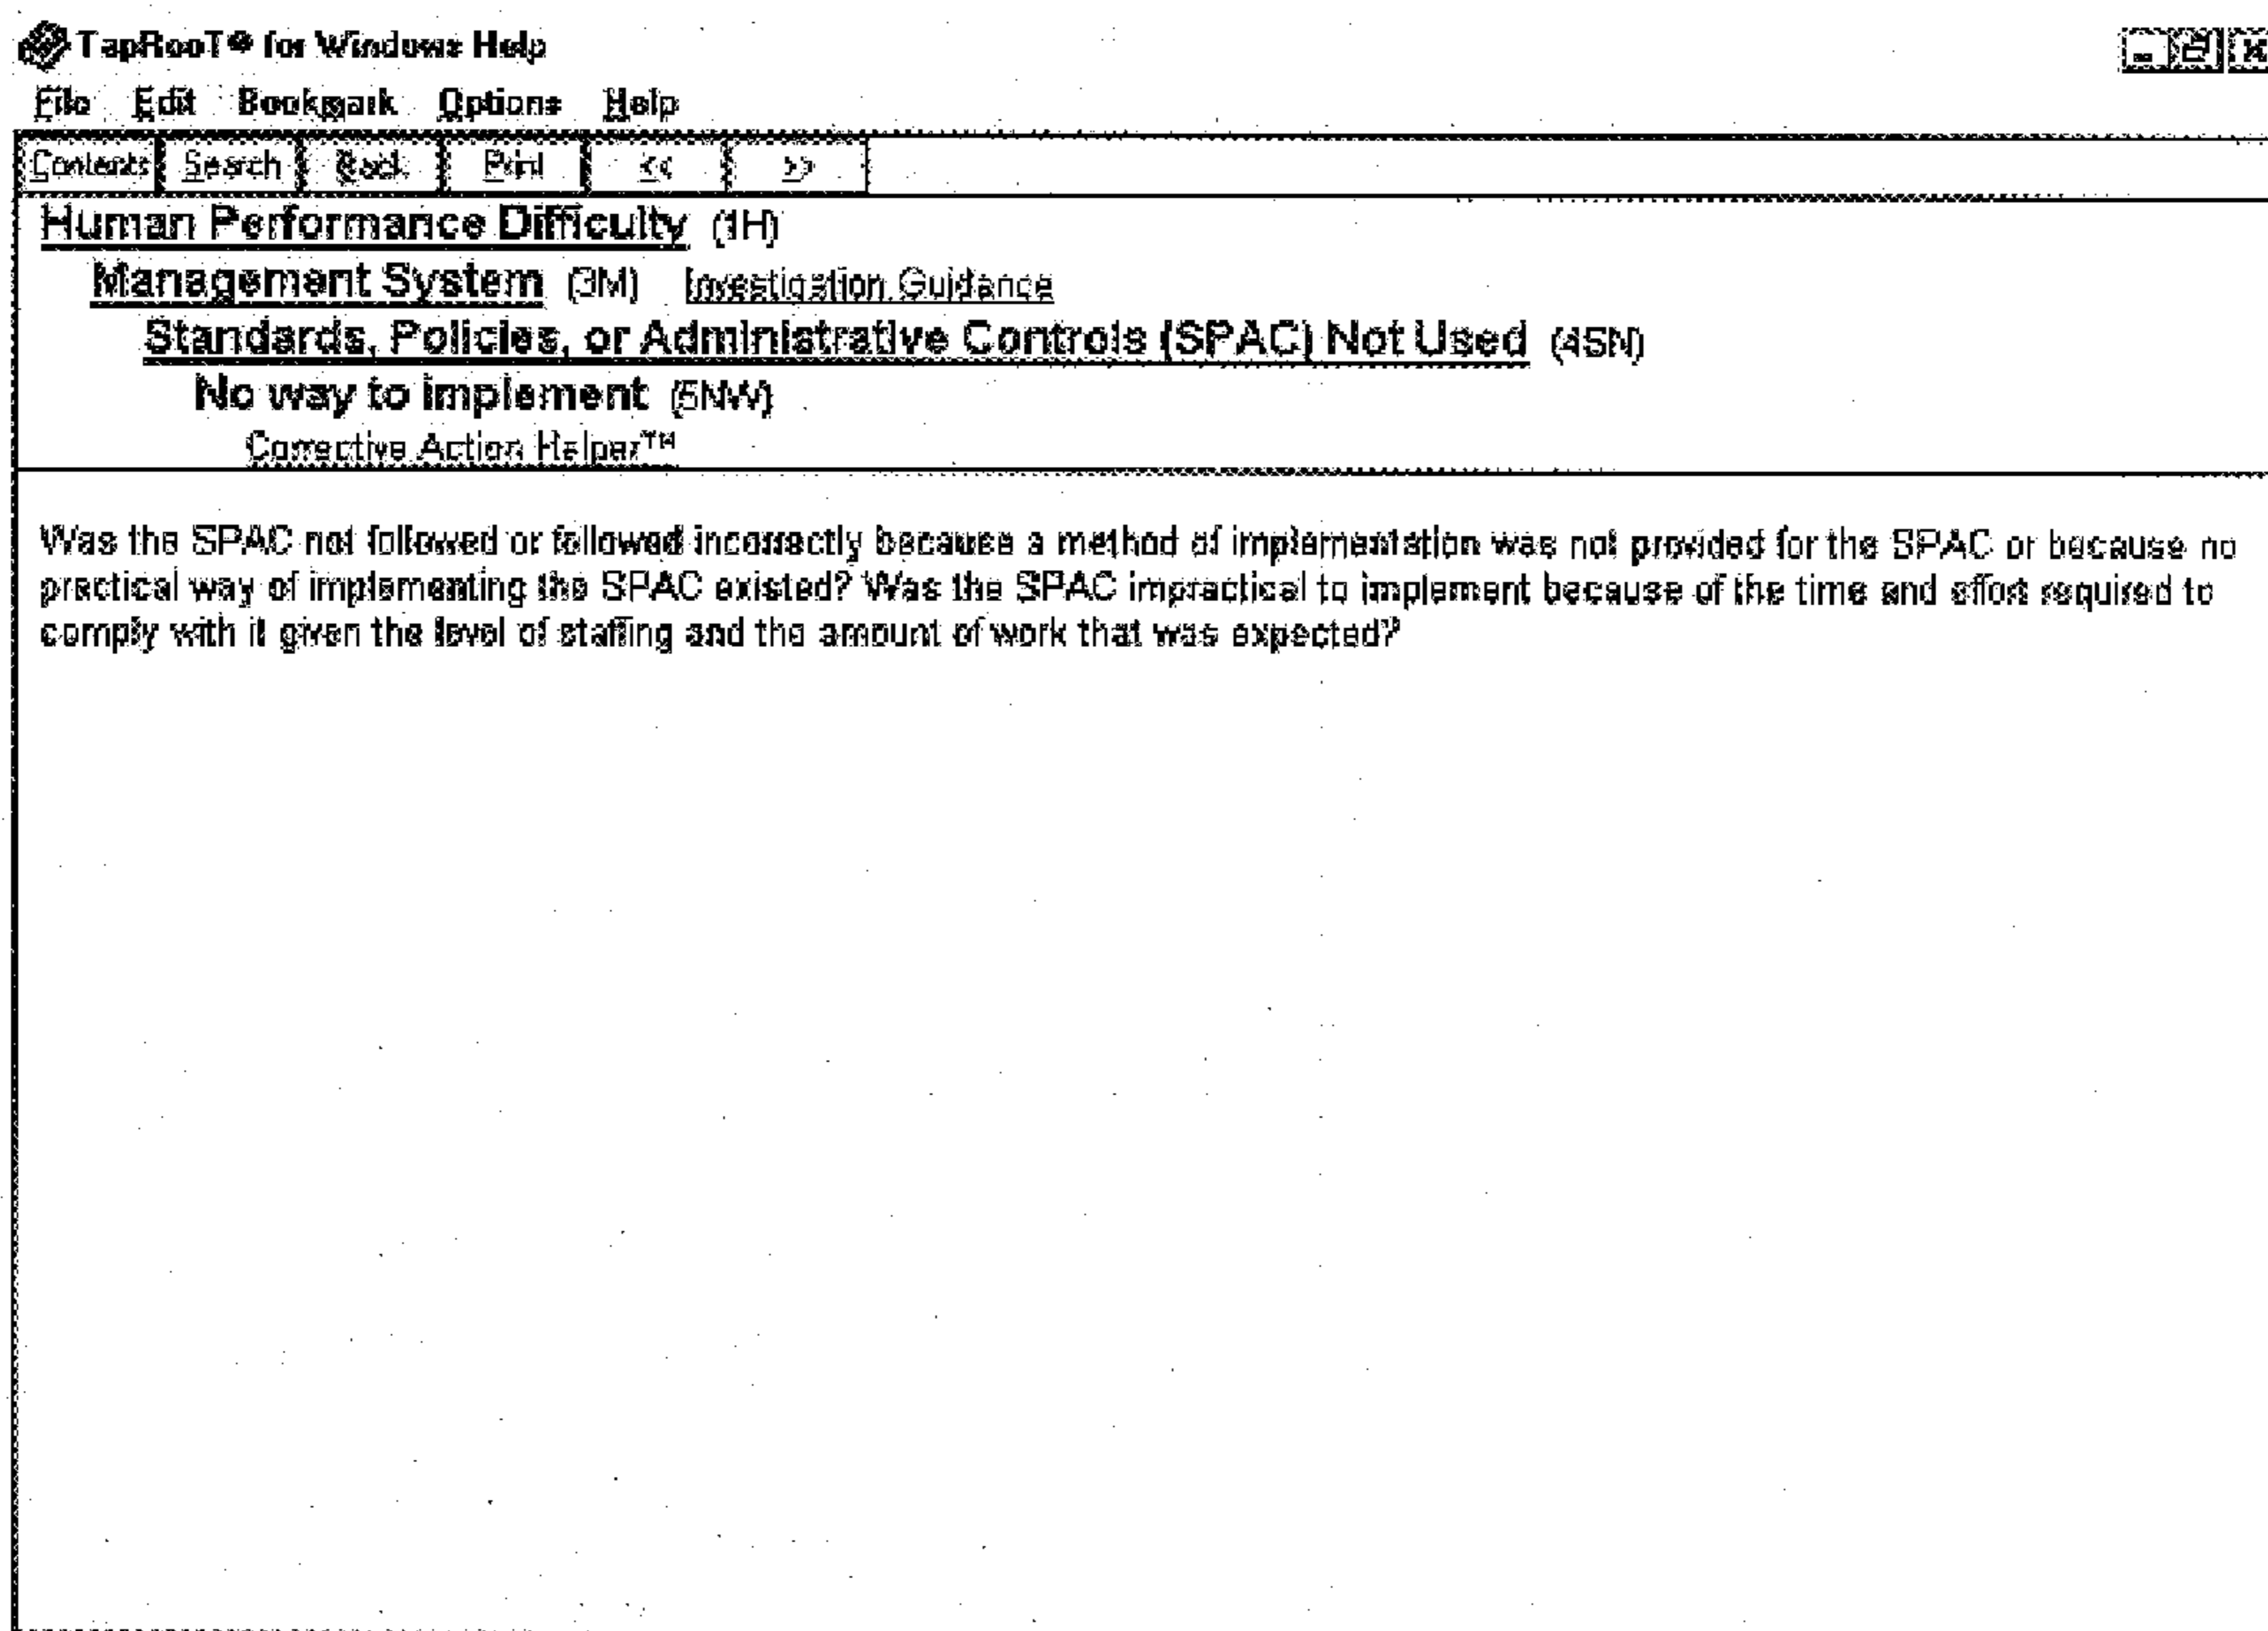 TapRooT® for Windows Help
File Edit Bookmark Options Help
Contents Search Back Print << >>
Human Performance Difficulty (1H)
Management System (3M) Investigation Guidance
Standards, Policies, or Administrative Controls (SPAC) Not Used (4SN)
No way to implement (5NW)
Corrective Action Helper™
Was the SPAC not followed or followed incorrectly because a method of implementation was not provided for the SPAC or because no
practical way of implementing the SPAC existed? Was the SPAC impractical to implement because of the time and effort required to
comply with it given the level of staffing and the amount of work that was expected?